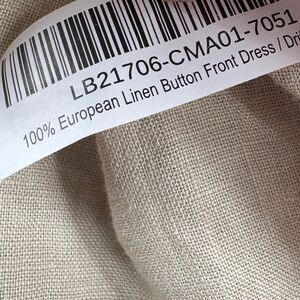 LB21706-CMA01-7051
100% European Linen Button Front Dress / Dri